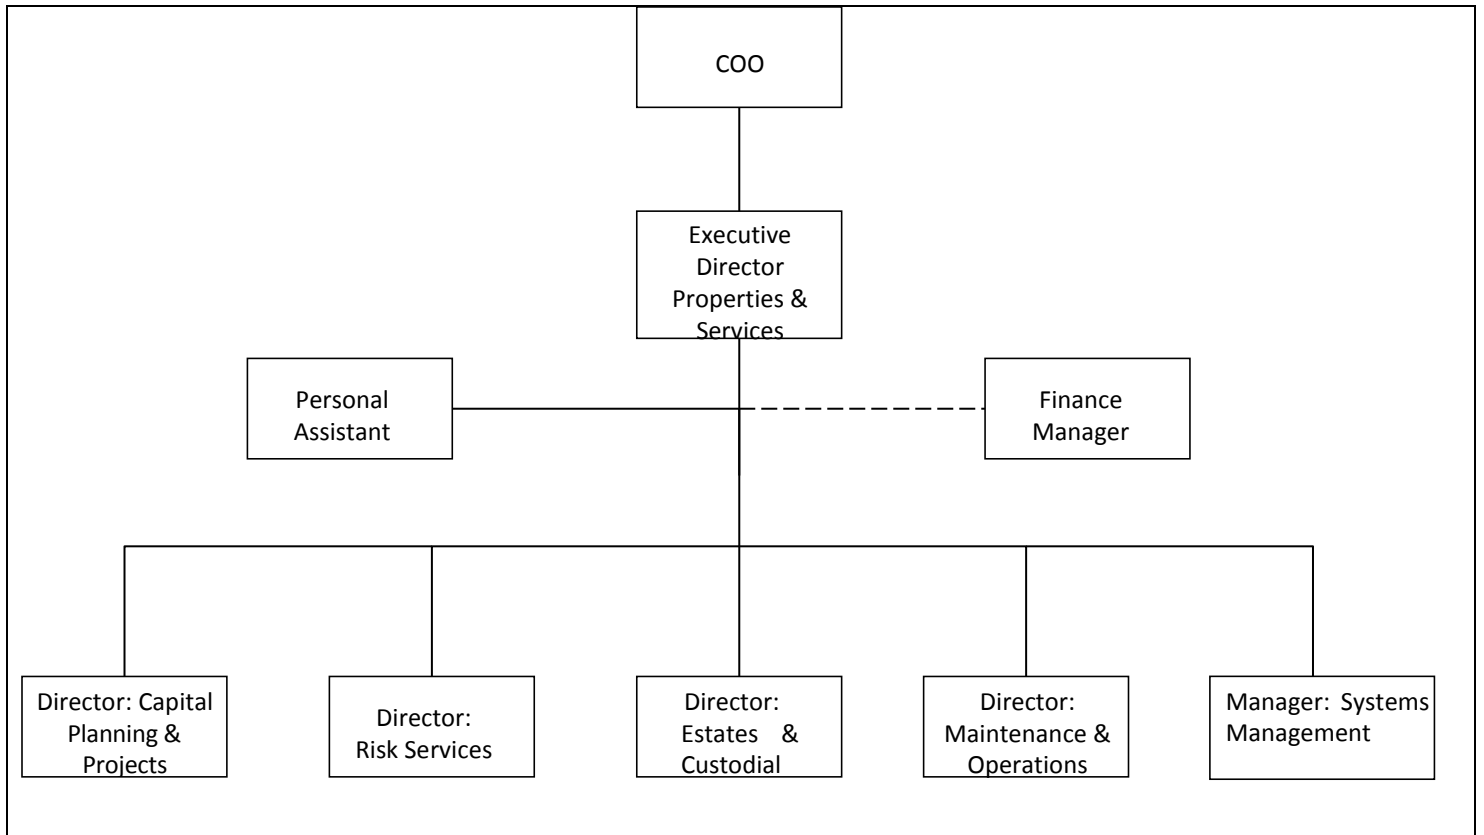 COO
Executive
Director
Properties &
Services
Personal
Assistant
Finance
Manager
Director: Capital
Planning &
Projects
Director:
Risk Services
Director:
Estates &
Custodial
Director:
Maintenance &
Operations
Manager: Systems
Management